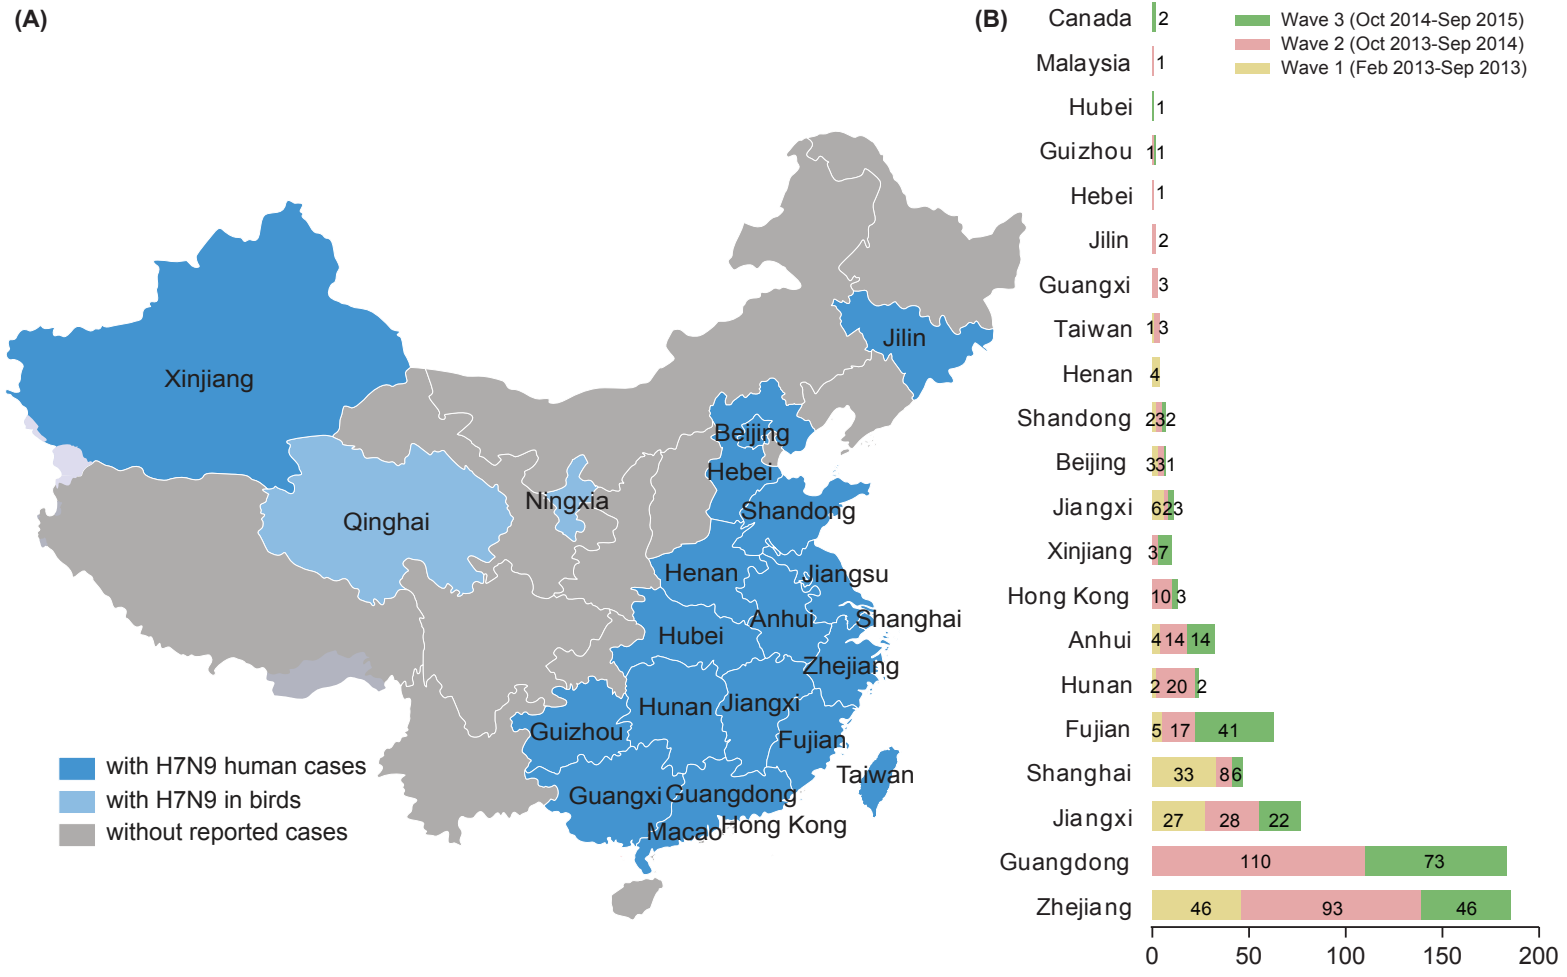 (A)
Xinjiang
Jilin
Beijing
Hebei
Ningxia
Qinghai
Shandong
Henan
Jiangsu
Anhui
Shanghai
Hubei
Zhejiang
Hunan
Jiangxi
Guizhou
Fujian
Taiwan
Guangxi
Guangdong
Macao
Hong Kong
with H7N9 human cases
with H7N9 in birds
without reported cases
(B)
Wave 3 (Oct 2014-Sep 2015)
Wave 2 (Oct 2013-Sep 2014)
Wave 1 (Feb 2013-Sep 2013)
Canada 2
Malaysia 1
Hubei 1
Guizhou 1 1
Hebei 1
Jilin 2
Guangxi 3
Taiwan 1 3
Henan 4
Shandong 2 3 2
Beijing 3 3 1
Jiangxi 6 2 3
Xinjiang 3 7
Hong Kong 10 3
Anhui 4 14 14
Hunan 2 20 2
Fujian 5 17 41
Shanghai 33 8 6
Jiangxi 27 28 22
Guangdong 110 73
Zhejiang 46 93 46
0 50 100 150 200